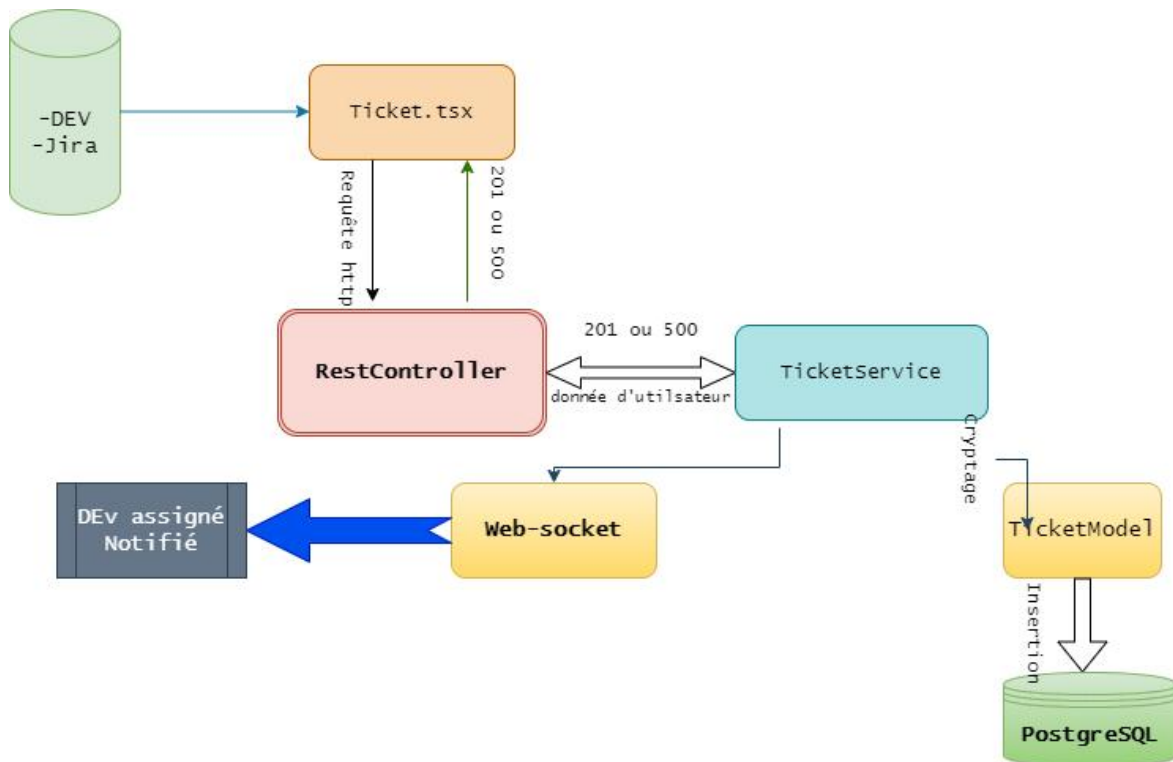 -DEV
-Jira
Ticket.tsx
Requête http
201 ou 500
RestController
201 ou 500
donnée d'utilsateur
TicketService
Cryptage
DEv assigné
Notifié
Web-socket
TicketModel
Insertion
PostgreSQL